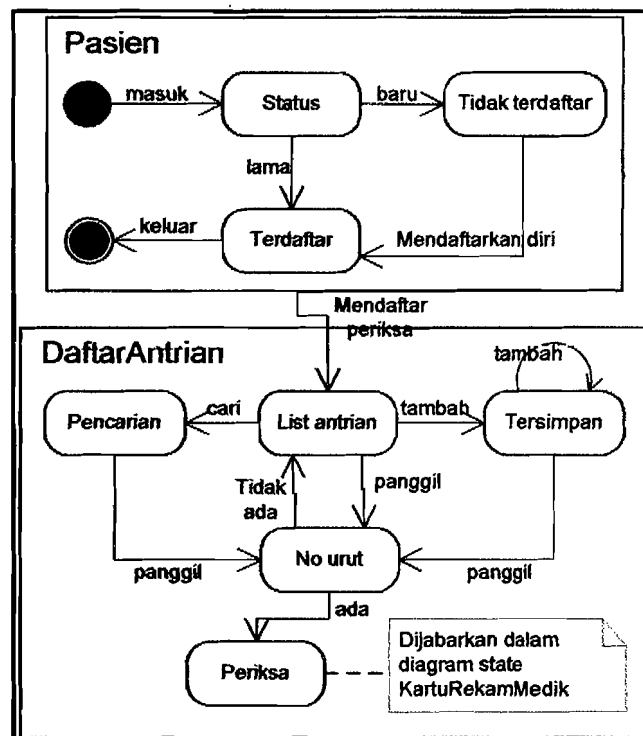 Pasien
masuk
Status
baru
Tidak terdaftar
lama
keluar
Terdaftar
Mendaftarkan diri
Mendaftar
periksa
DaftarAntrian
tambah
Pencarian
cari
List antrian
tambah
Tersimpan
Tidak
ada
panggil
panggil
No urut
panggil
ada
Periksa
Dijabarkan dalam
diagram state
KartuRekamMedik